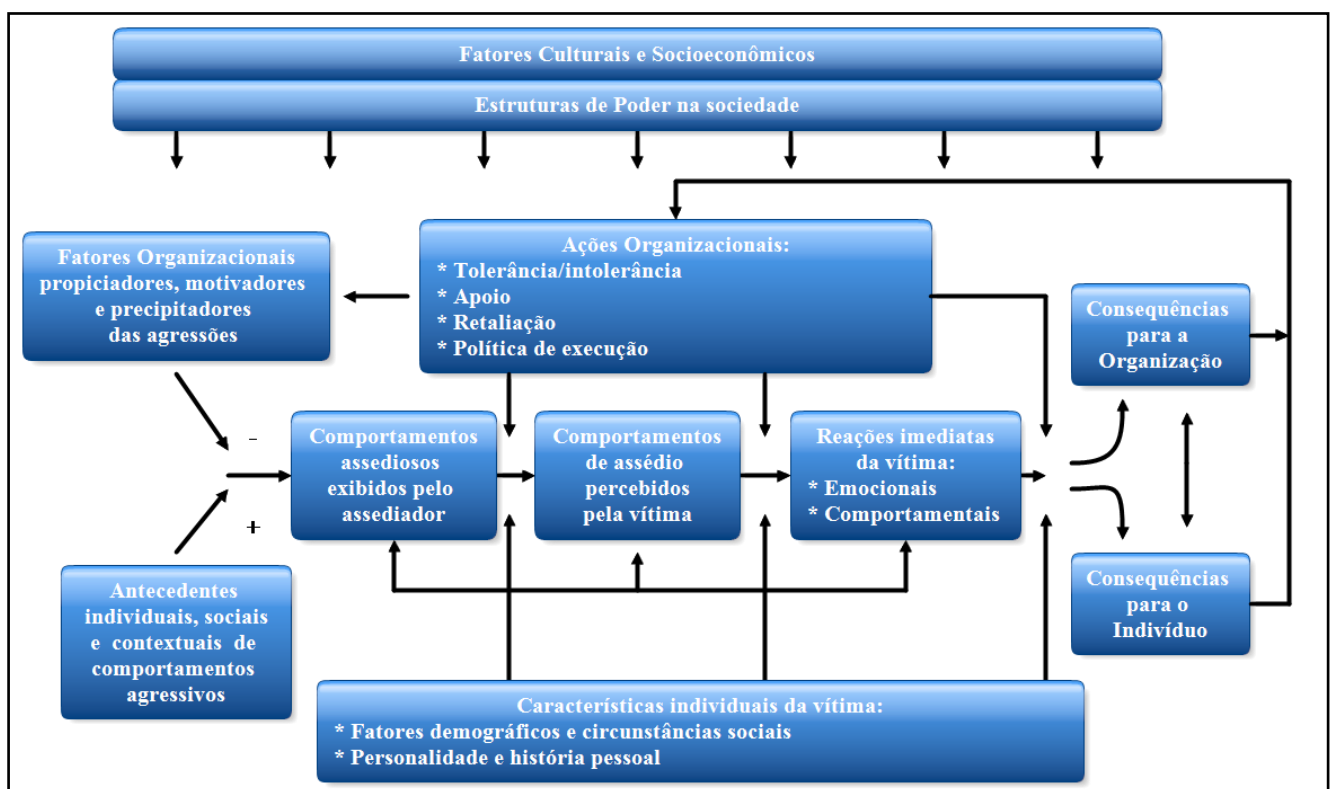 Fatores Culturais e Socioeconômicos
Estruturas de Poder na sociedade
Fatores Organizacionais
propiciadores, motivadores
e precipitadores
das agressões
Ações Organizacionais:
* Tolerância/intolerância
* Apoio
* Retaliação
* Política de execução
Consequências
para a
Organização
-
+
Comportamentos
assediosos
exibidos pelo
assediador
Comportamentos
de assédio
percebidos
pela vítima
Reações imediatas
da vítima:
* Emocionais
* Comportamentais
Antecedentes
individuais, sociais
e contextuais de
comportamentos
agressivos
Consequências
para o
Indivíduo
Características individuais da vítima:
* Fatores demográficos e circunstâncias sociais
* Personalidade e história pessoal